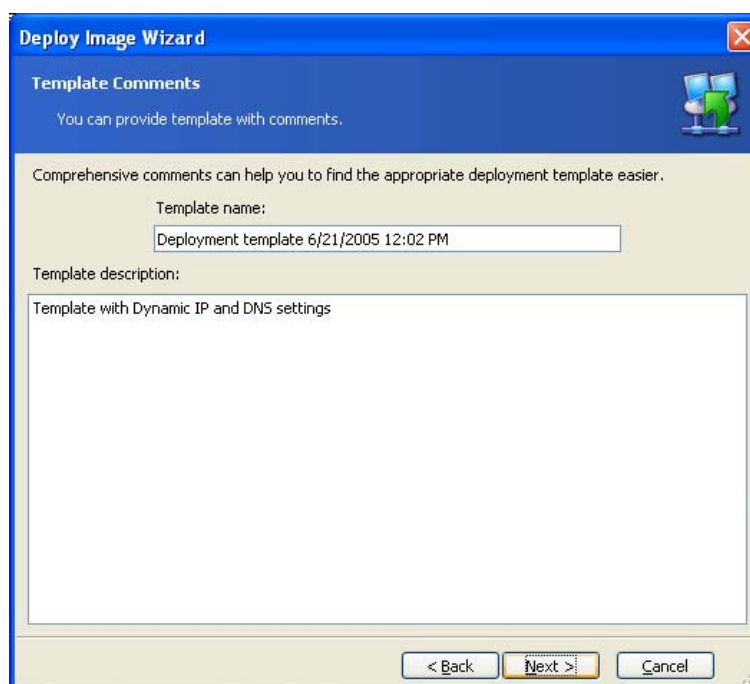 Deploy Image Wizard
Template Comments
You can provide template with comments.
Comprehensive comments can help you to find the appropriate deployment template easier.
Template name:
Deployment template 6/21/2005 12:02 PM
Template description:
Template with Dynamic IP and DNS settings
< Back
Next >
Cancel